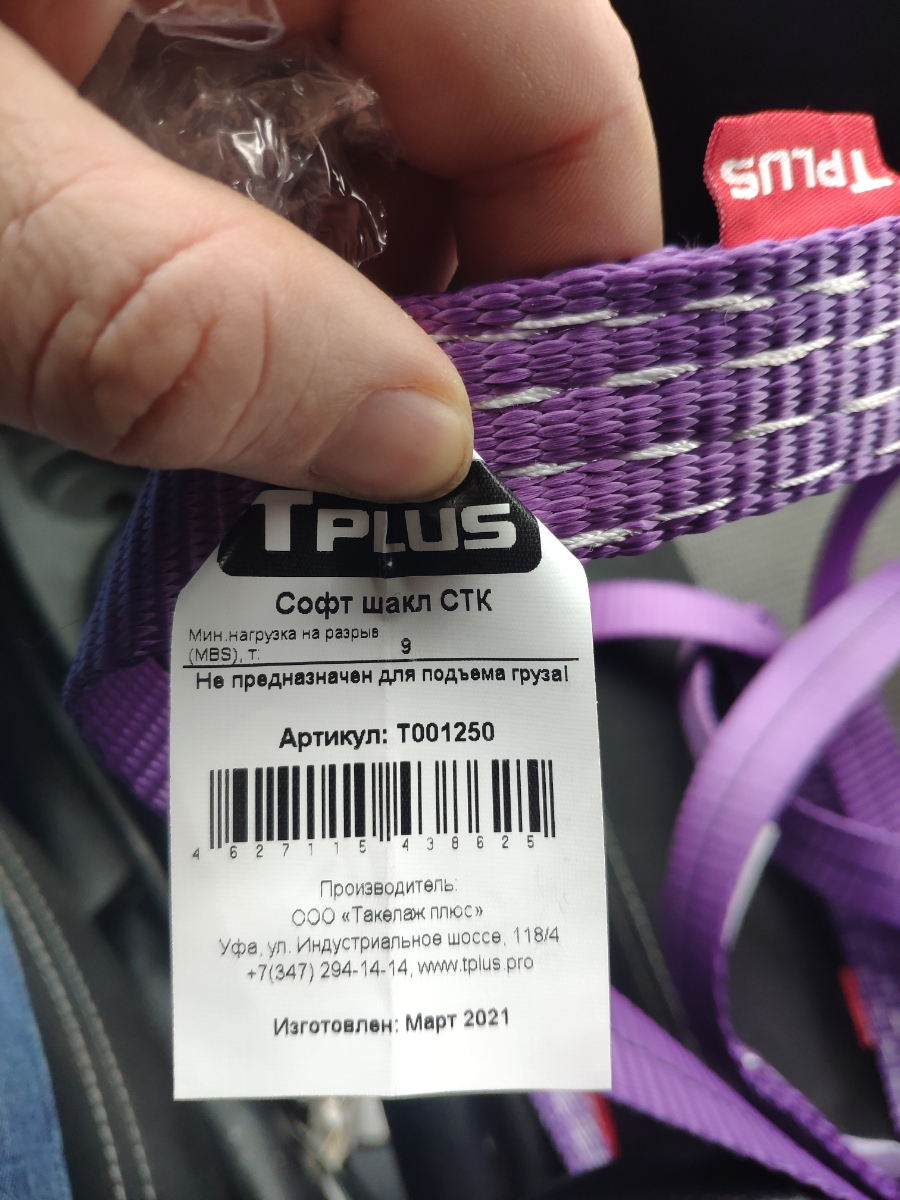 TPLUS
TPLUS
Софт шакл СТК
Мин.нагрузка на разрыв
(MBS), т: 9
Не предназначен для подъема груза!
Артикул: Т001250
4 627115 438625
Производитель:
ООО «Такелаж плюс»
Уфа, ул. Индустриальное шоссе, 118/4
+7(347) 294-14-14, www.tplus.pro
Изготовлен: Март 2021